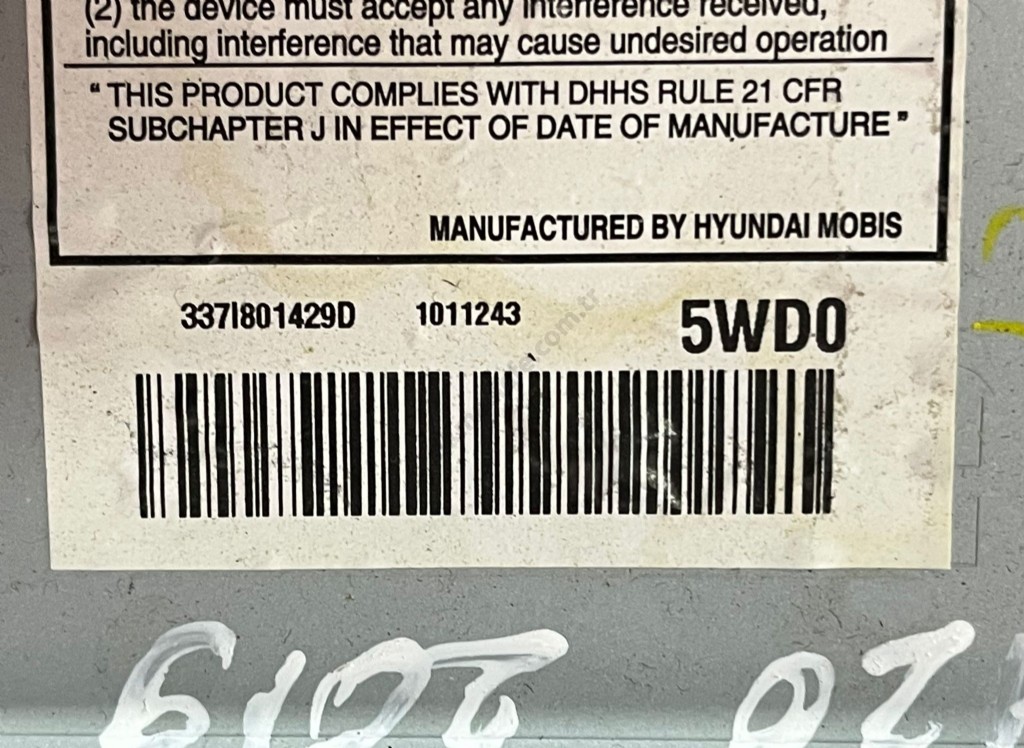 (2) the device must accept any interference received,
including interference that may cause undesired operation
“ THIS PRODUCT COMPLIES WITH DHHS RULE 21 CFR
SUBCHAPTER J IN EFFECT OF DATE OF MANUFACTURE ”
MANUFACTURED BY HYUNDAI MOBIS
337I801429D 1011243 5WD0